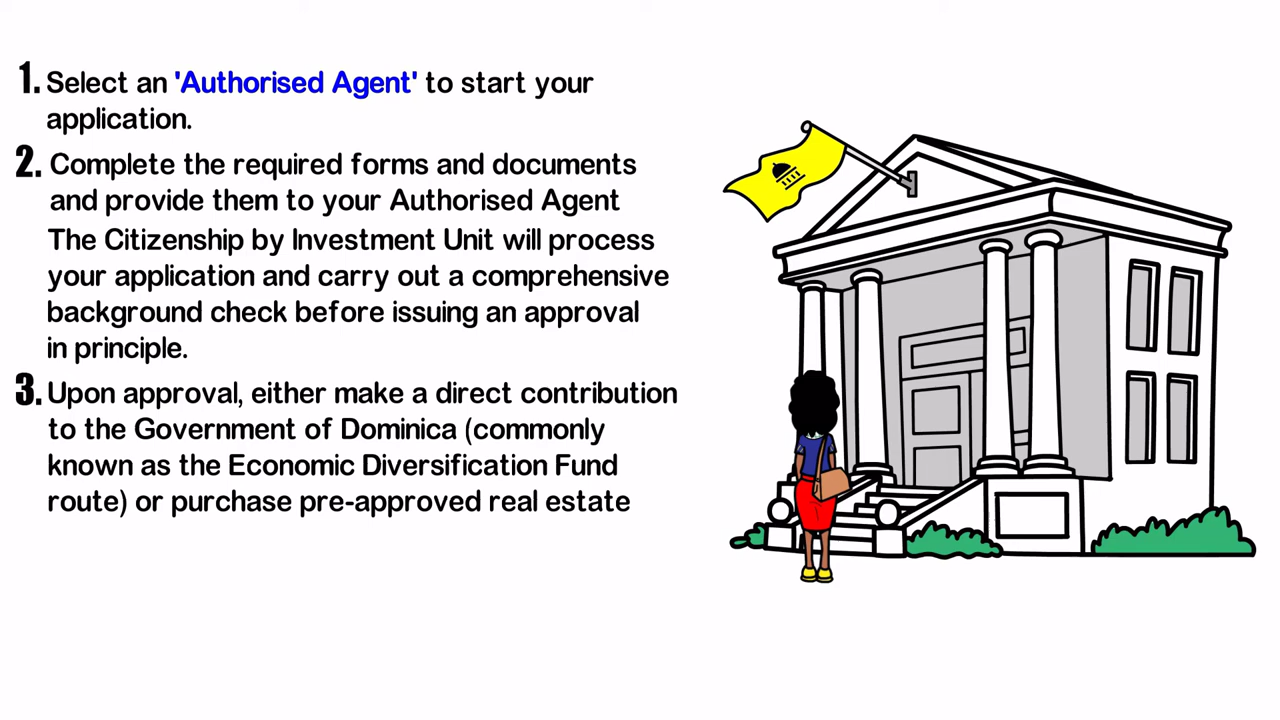 1. Select an 'Authorised Agent' to start your
application.
2. Complete the required forms and documents
and provide them to your Authorised Agent
The Citizenship by Investment Unit will process
your application and carry out a comprehensive
background check before issuing an approval
in principle.
3. Upon approval, either make a direct contribution
to the Government of Dominica (commonly
known as the Economic Diversification Fund
route) or purchase pre-approved real estate